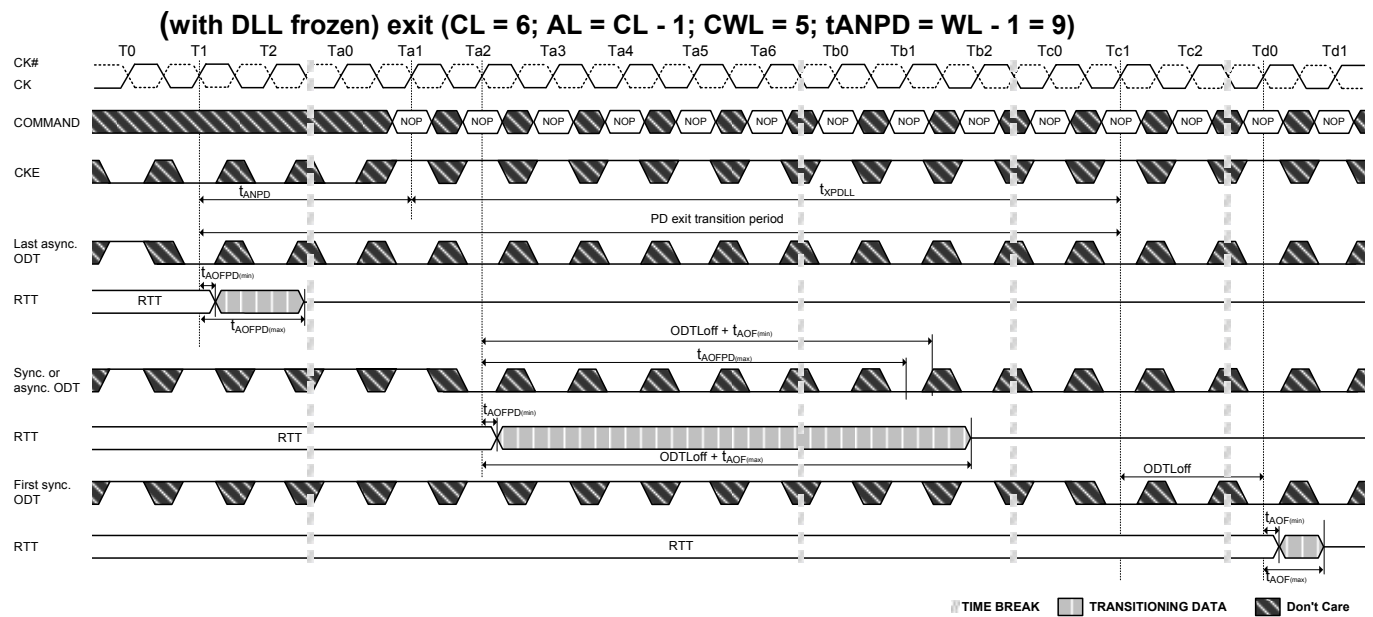 (with DLL frozen) exit (CL = 6; AL = CL - 1; CWL = 5; tANPD = WL - 1 = 9)
T0 T1 T2 Ta0 Ta1 Ta2 Ta3 Ta4 Ta5 Ta6 Tb0 Tb1 Tb2 Tc0 Tc1 Tc2 Td0 Td1
CK#
CK
COMMAND NOP NOP NOP NOP NOP NOP NOP NOP NOP NOP NOP NOP NOP NOP
CKE
tANPD tXPDLL
PD exit transition period
Last async.
ODT
tAOFPD(min)
RTT RTT
tAOFPD(max)
ODTLoff + tAOF(min)
tAOFPD(max)
Sync. or
async. ODT
tAOFPD(min)
RTT RTT
ODTLoff + tAOF(max)
ODTLoff
First sync.
ODT
tAOF(min)
RTT RTT
tAOF(max)
TIME BREAK TRANSITIONING DATA Don't Care